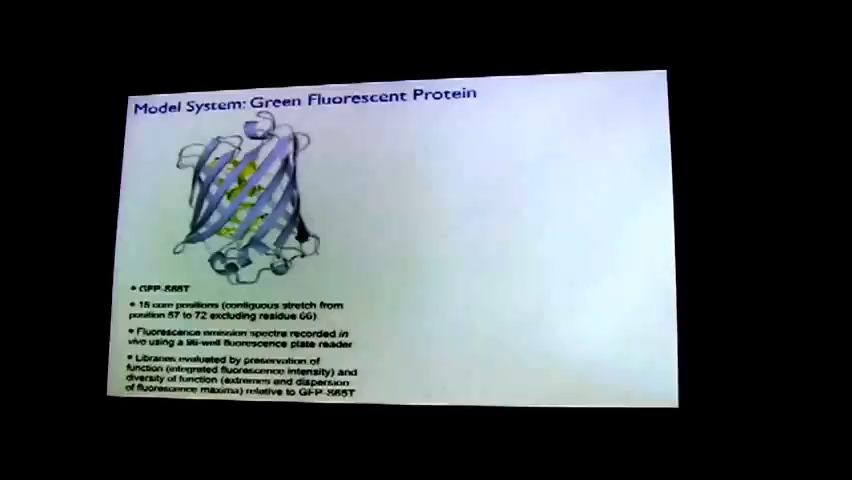 Model System: Green Fluorescent Protein
• GFP-S65T
• 15 core positions (contiguous stretch from
position 57 to 72 excluding residue 66)
• Fluorescence emission spectra recorded in
vivo using a 96-well fluorescence plate reader
• Libraries evaluated by preservation of
function (integrated fluorescence intensity) and
diversity of function (extremes and dispersion
of fluorescence maxima) relative to GFP-S65T